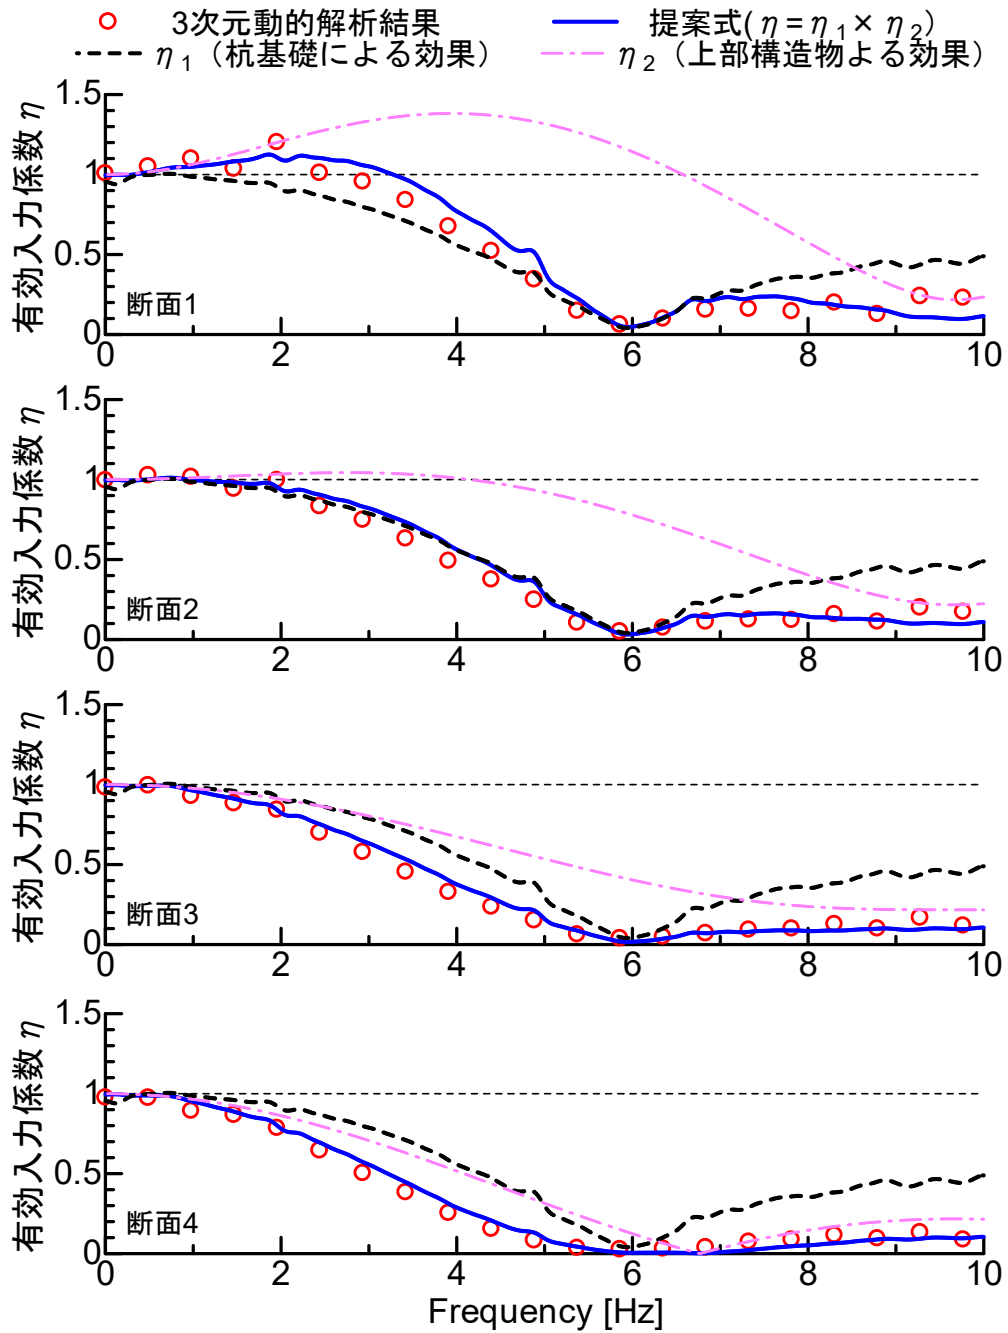 3次元動的解析結果 提案式(η=η1×η2)
η1（杭基礎による効果） η2（上部構造物よる効果）
有効入力係数 η
1.5
1
0.5
0
断面1
0 2 4 6 8 10
有効入力係数 η
1.5
1
0.5
0
断面2
0 2 4 6 8 10
有効入力係数 η
1.5
1
0.5
0
断面3
0 2 4 6 8 10
有効入力係数 η
1.5
1
0.5
0
断面4
0 2 4 6 8 10
Frequency [Hz]